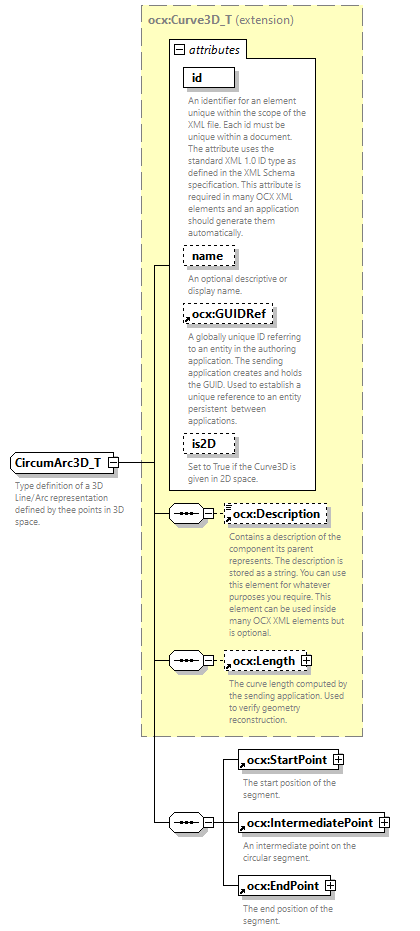 ocx:Curve3D_T (extension)
attributes
id
An identifier for an element
unique within the scope of the
XML file. Each id must be
unique within a document.
The attribute uses the
standard XML 1.0 ID type as
defined in the XML Schema
specification. This attribute is
required in many OCX XML
elements and an application
should generate them
automatically.
name
An optional descriptive or
display name.
ocx:GUIDRef
A globally unique ID referring
to an entity in the authoring
application. The sending
application creates and holds
the GUID. Used to establish a
unique reference to an entity
persistent between
applications.
is2D
Set to True if the Curve3D is
given in 2D space.
CircumArc3D_T
Type definition of a 3D
Line/Arc representation
defined by thee points in 3D
space.
ocx:Description
Contains a description of the
component its parent
represents. The description is
stored as a string. You can use
this element for whatever
purposes you require. This
element can be used inside
many OCX XML elements but
is optional.
ocx:Length
The curve length computed by
the sending application. Used
to verify geometry
reconstruction.
ocx:StartPoint
The start position of the
segment.
ocx:IntermediatePoint
An intermediate point on the
circular segment.
ocx:EndPoint
The end position of the
segment.